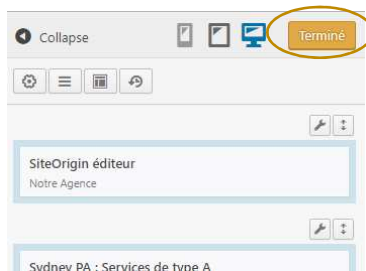 Collapse
Terminé
SiteOrigin éditeur
Notre Agence
Sydney PA : Services de type A